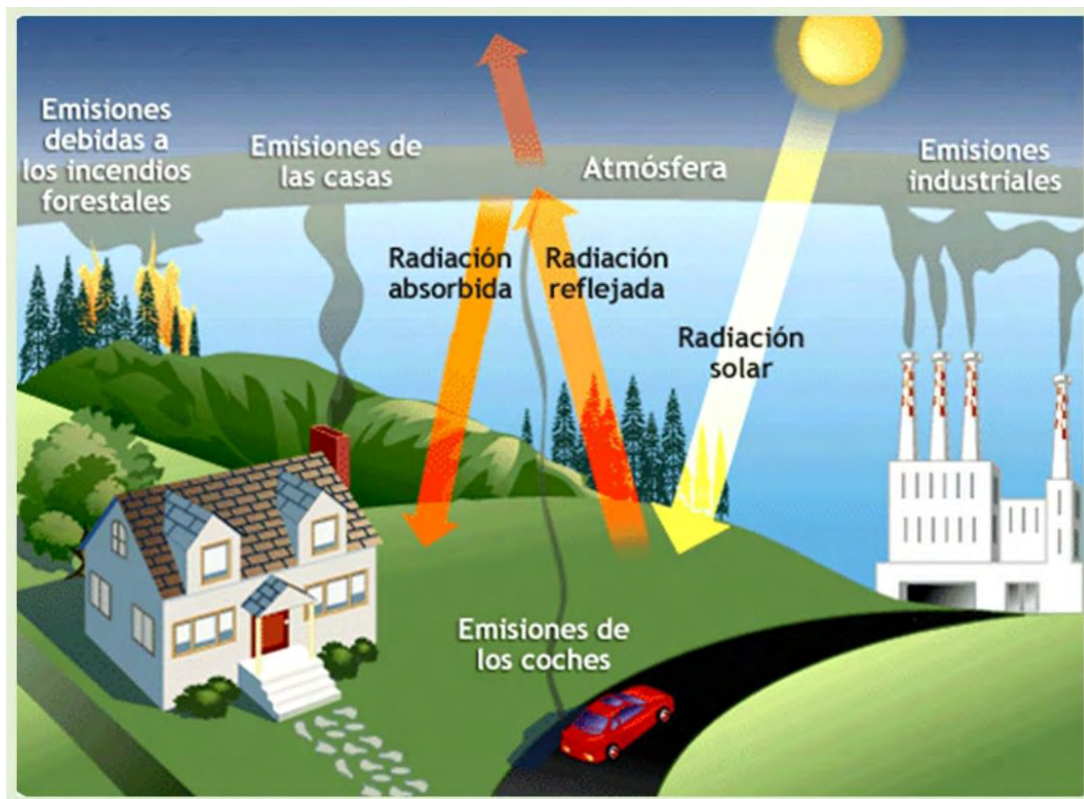 Emisiones
debidas a
los incendios
forestales
Emisiones de
las casas
Atmósfera
Emisiones
industriales
Radiación
absorbida
Radiación
reflejada
Radiación
solar
Emisiones de
los coches